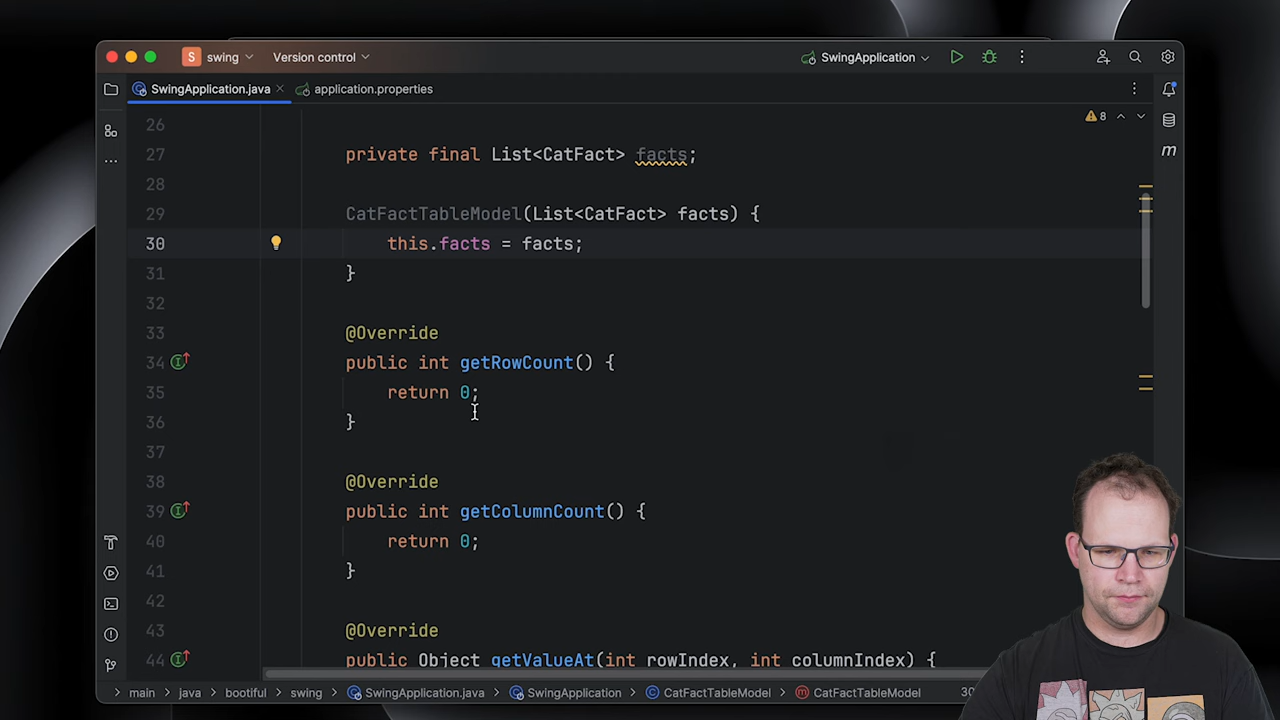 S swing Version control SwingApplication
SwingApplication.java application.properties
26
27 private final List<CatFact> facts;
28
29 CatFactTableModel(List<CatFact> facts) {
30 this.facts = facts;
31 }
32
33 @Override
34 public int getRowCount() {
35 return 0;
36 }
37
38 @Override
39 public int getColumnCount() {
40 return 0;
41 }
42
43 @Override
44 public Object getValueAt(int rowIndex, int columnIndex) {
8
m
main java bootiful swing SwingApplication.java SwingApplication CatFactTableModel CatFactTableModel